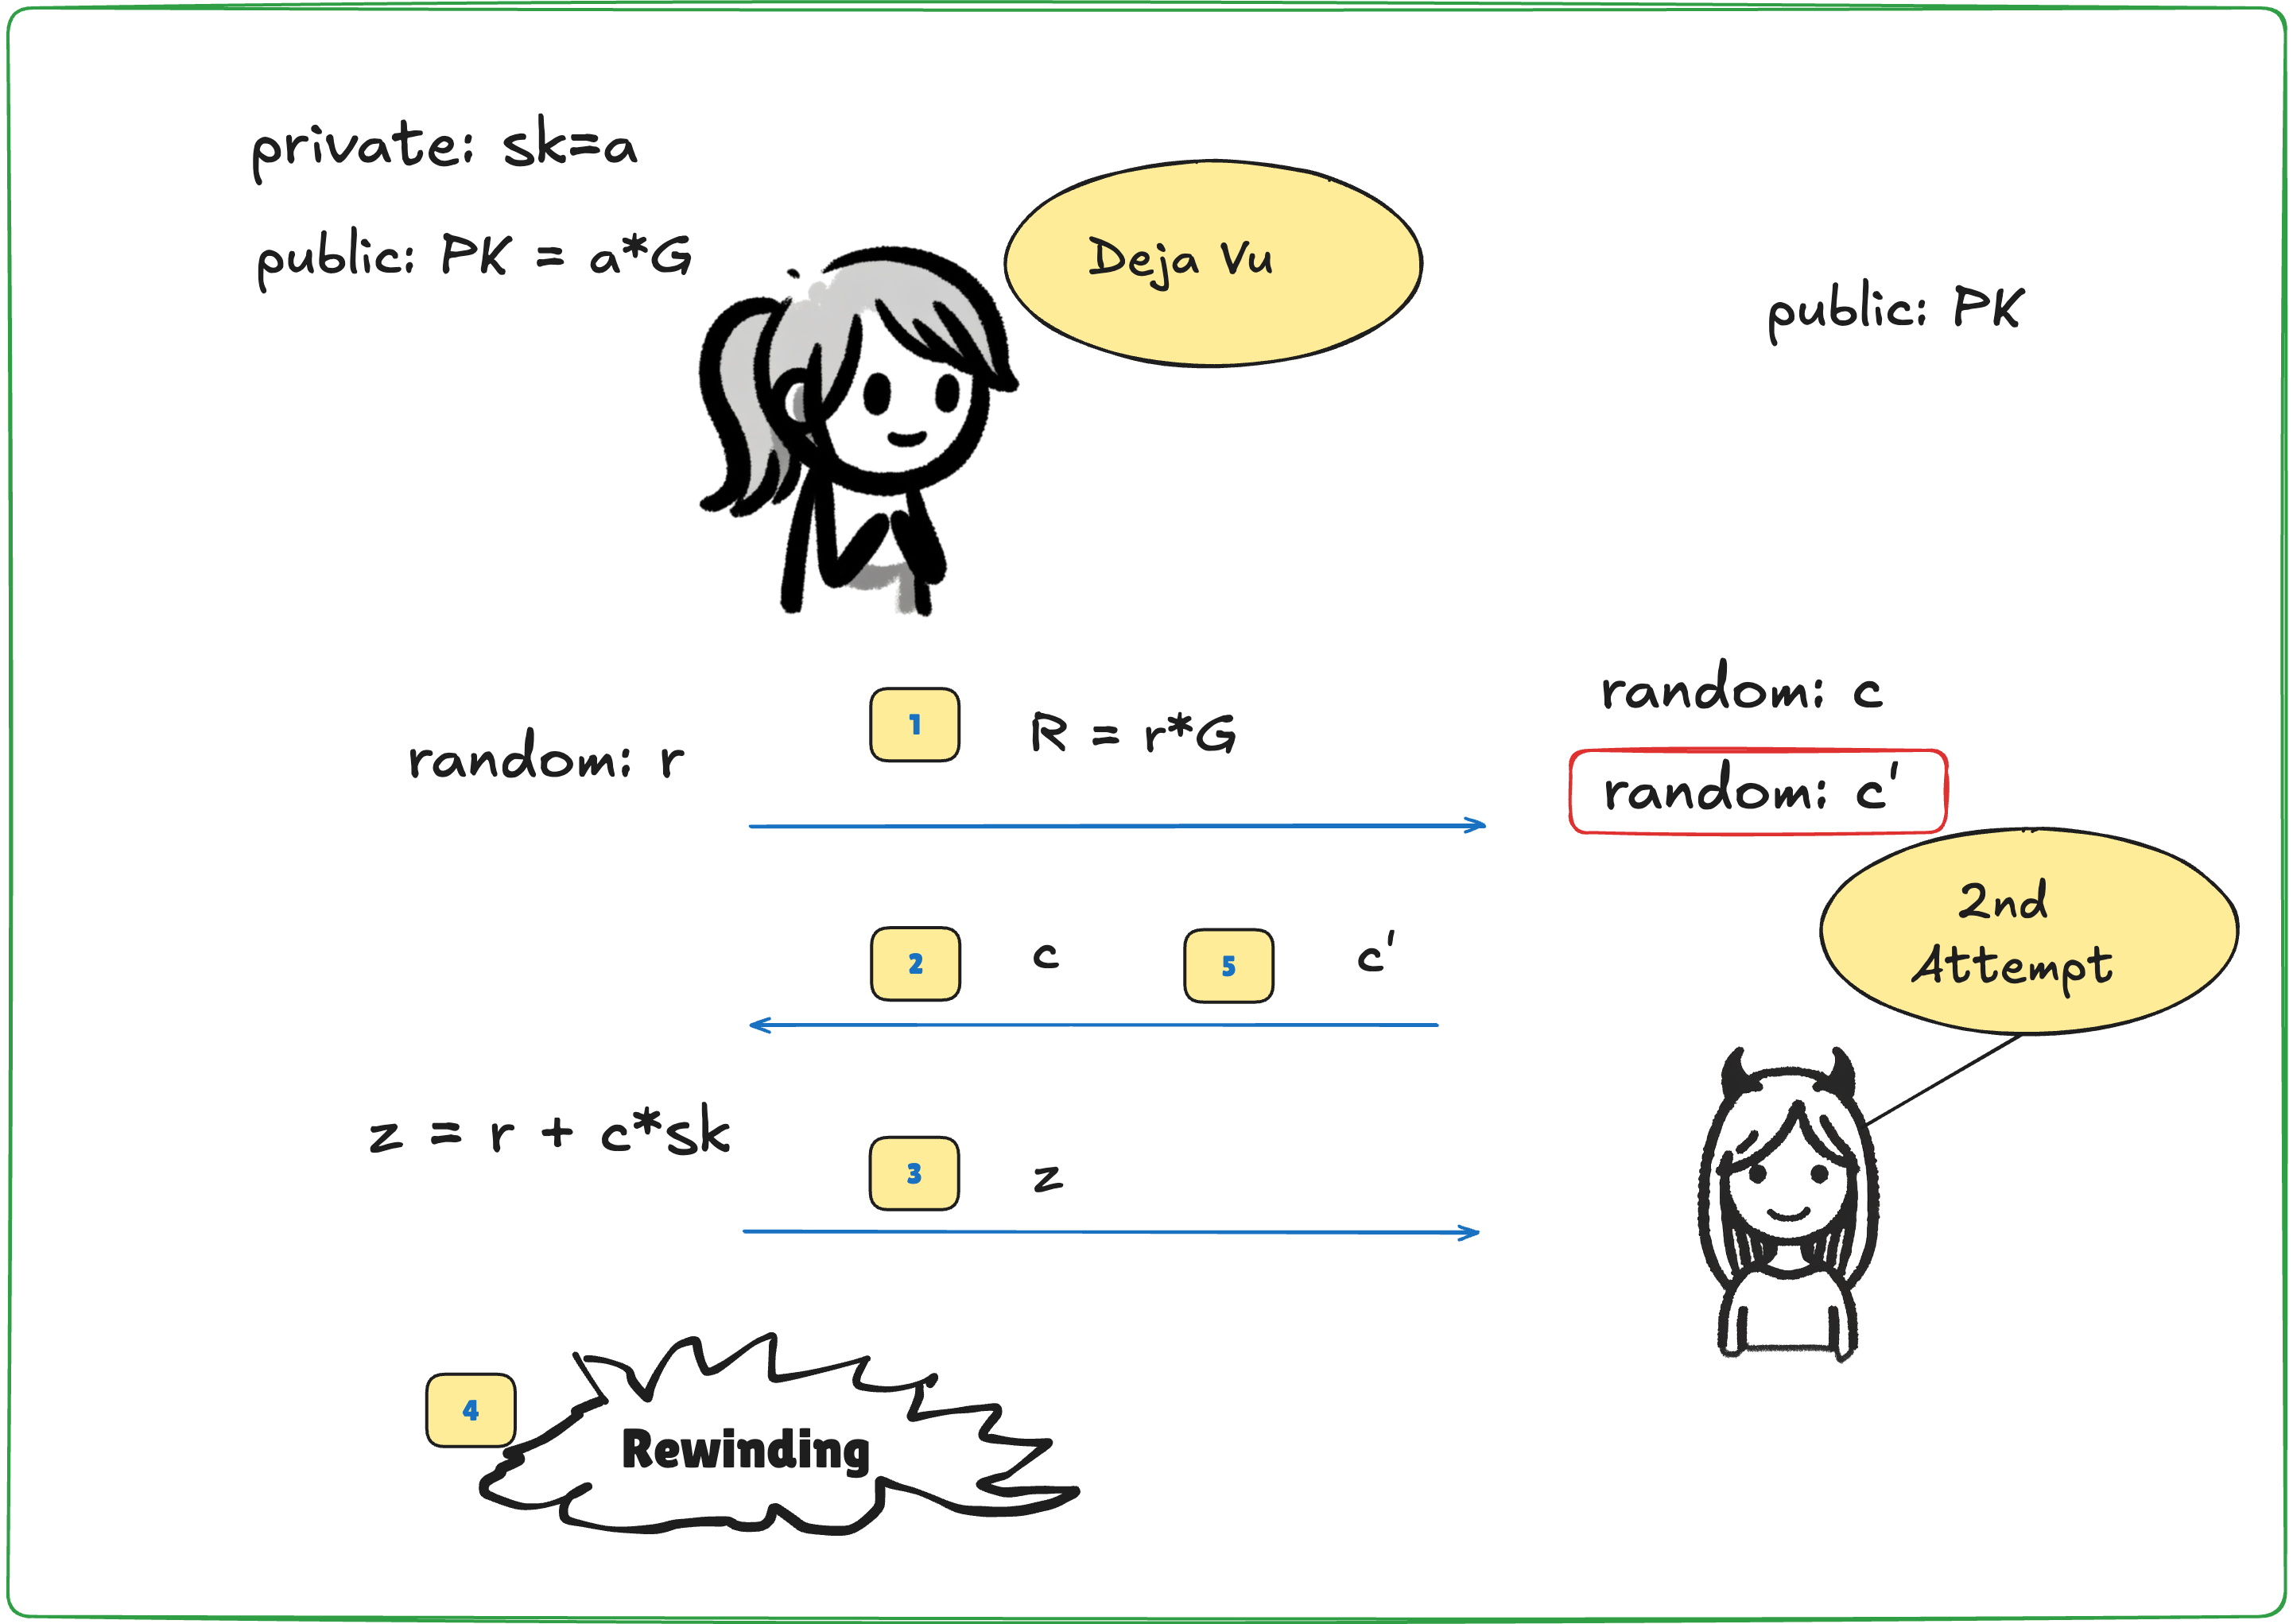 private: sk=a
public: PK = a*G
Deja Vu
public: PK
random: r
1
R = r*G
random: c
random: c'
2nd
Attempt
2
c
5
c'
z = r + c*sk
3
z
4
Rewinding